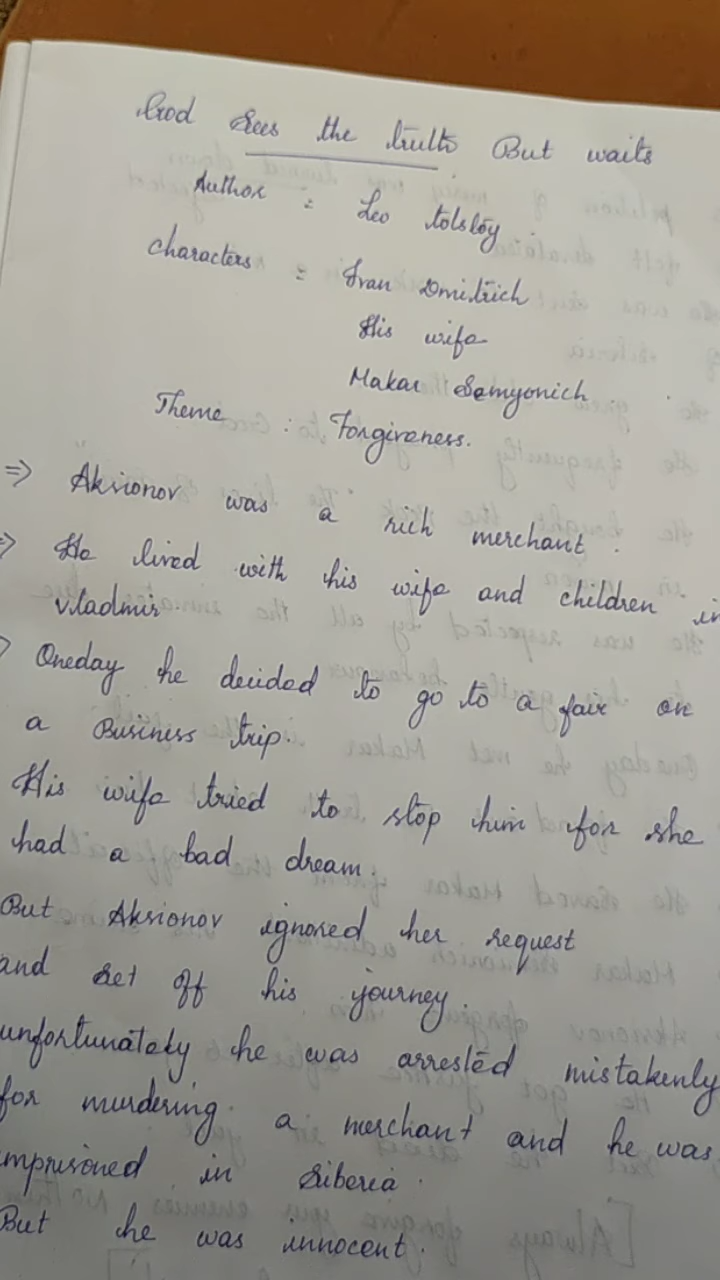 God Sees the truth But waits
Author : Leo tolstoy
characters : Ivan Dmitrich
His wife
Makar Semyonich
Theme : Forgiveness.
⇒ Aksionov was a rich merchant.
⇒ He lived with his wife and children in
vladmir
Oneday he decided to go to a fair on
a Business trip.
His wife tried to stop him for she
had a bad dream.
But Aksionov ignored her request
and set off his journey.
unfortunately he was arrested mistakenly
for murdering a merchant and he was
imprisoned in Siberia.
But he was innocent.